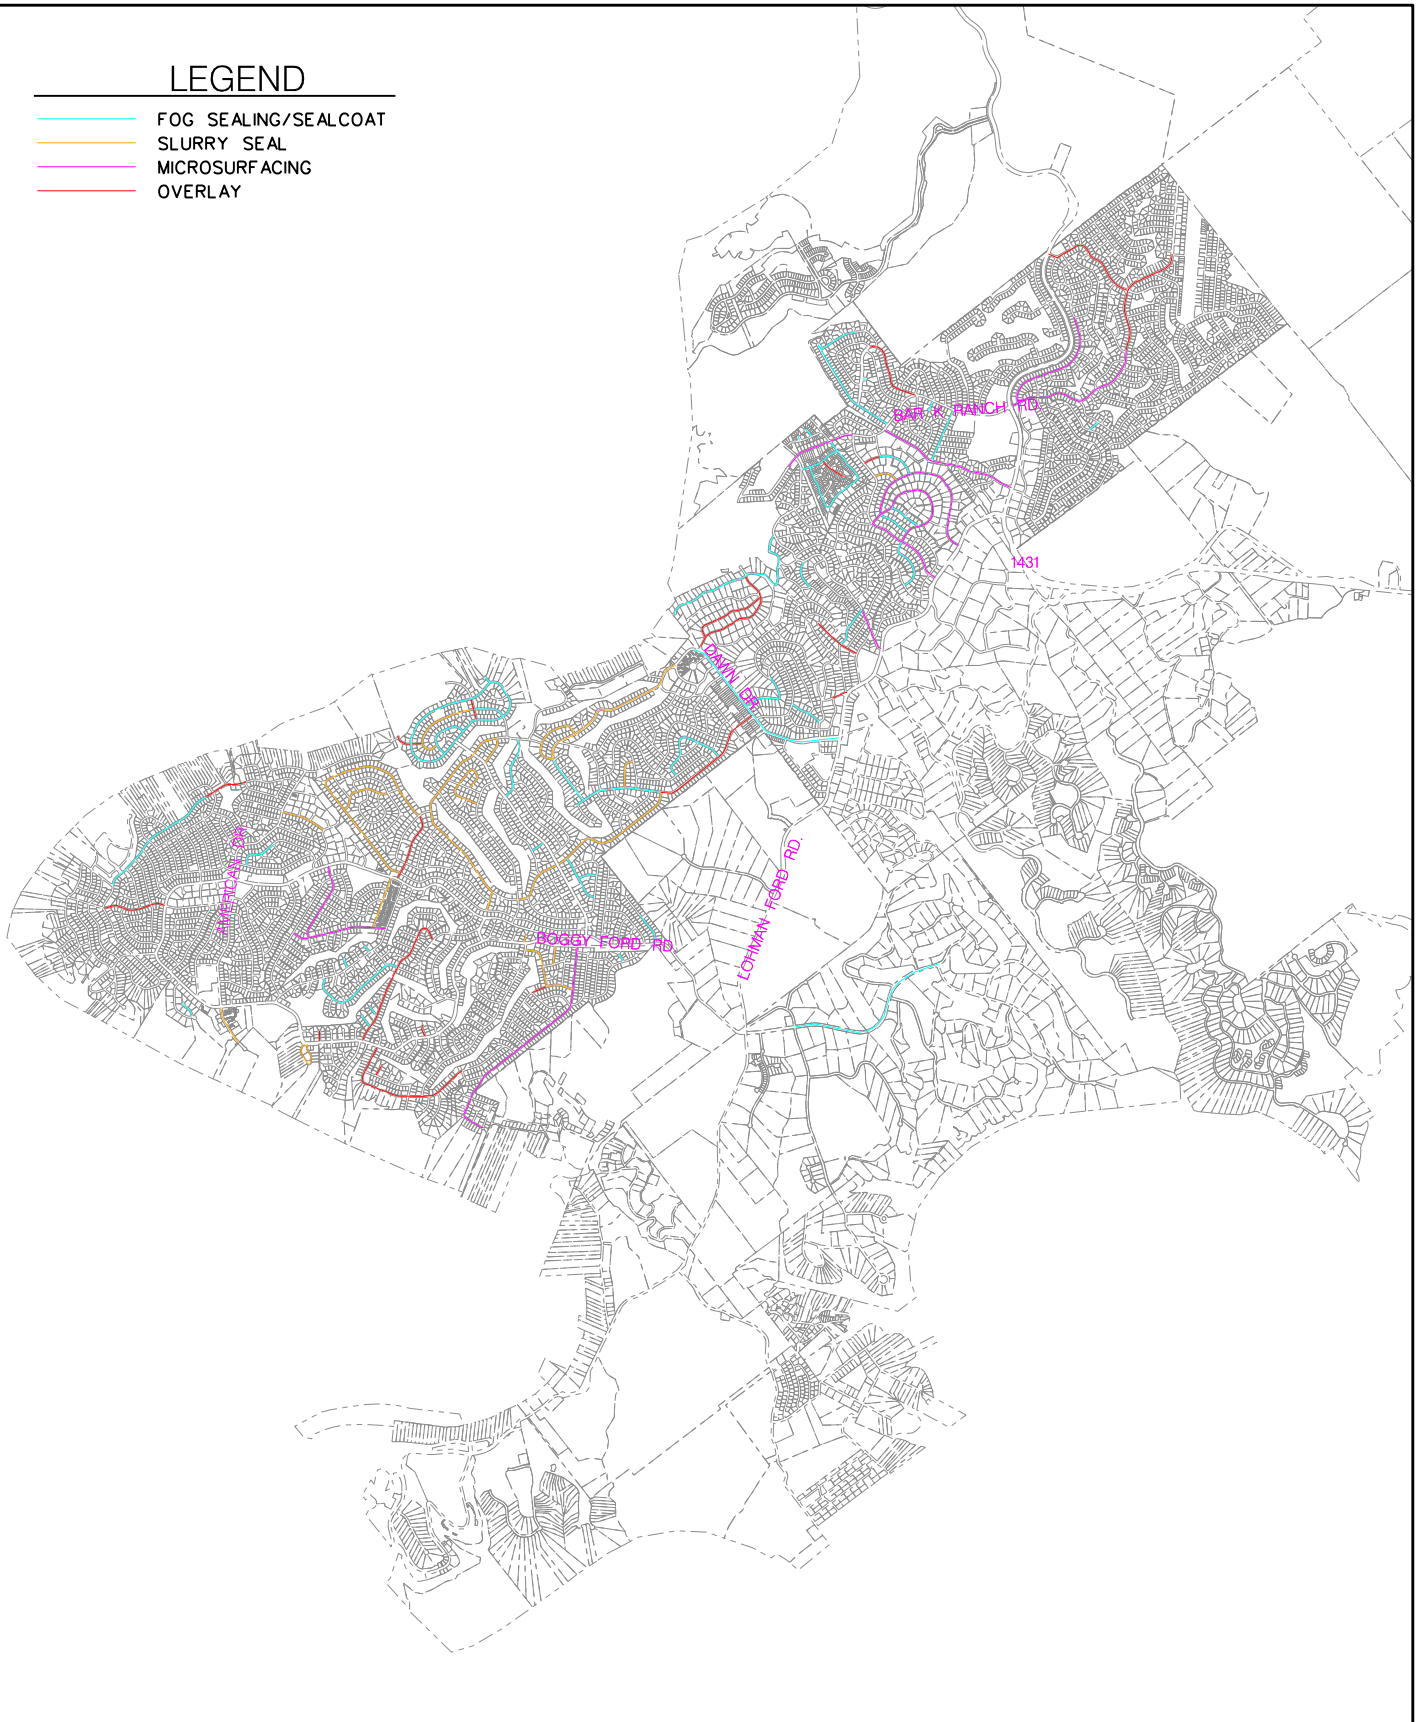 LEGEND
FOG SEALING/SEALCOAT
SLURRY SEAL
MICROSURFACING
OVERLAY
BAR K RANCH RD
1431
DAWN DR.
AMERICAN DR.
LOHMAN FORD RD.
BOGGY FORD RD